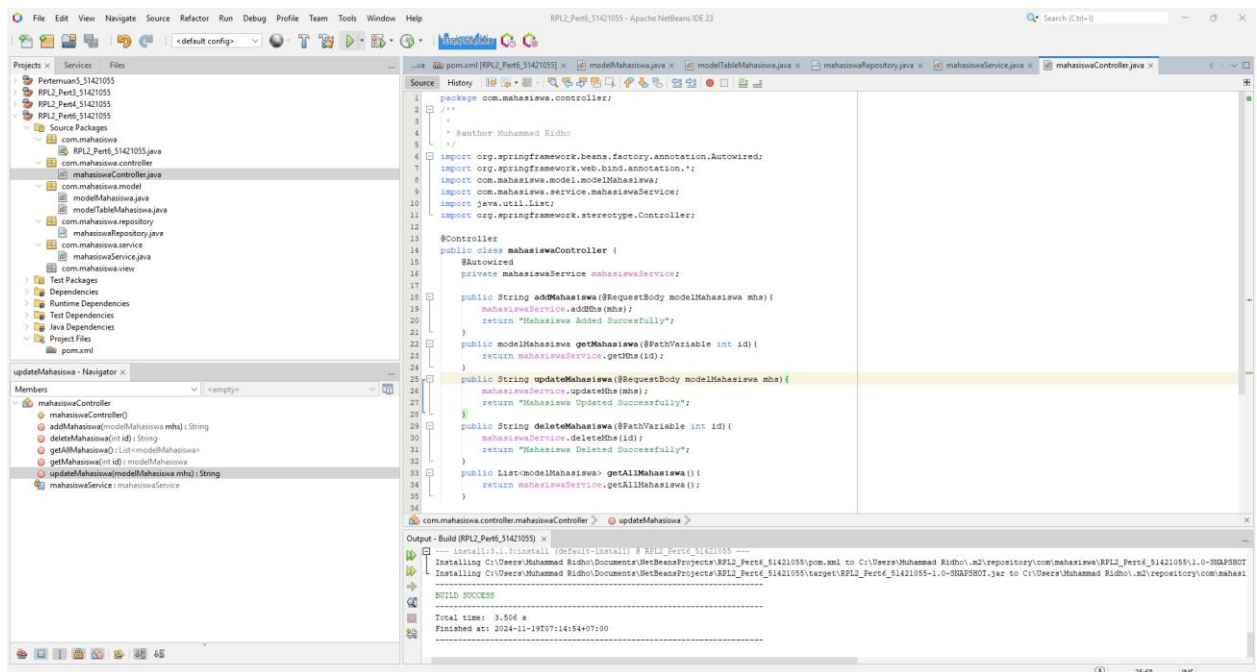 File Edit View Navigate Source Refactor Run Debug Profile Team Tools Window Help
RPL2_Pert6_51421055 - Apache NetBeans IDE 23
Search (Ctrl+I)
<default config>
Projects × Services Files
...va pom.xml [RPL2_Pert6_51421055] × modelMahasiswa.java × modelTableMahasiswa.java × mahasiswaRepository.java × mahasiswaService.java × mahasiswaController.java ×
Pertemuan5_51421055
RPL2_Pert3_51421055
RPL2_Pert4_51421055
RPL2_Pert6_51421055
Source Packages
com.mahasiswa
RPL2_Pert6_51421055.java
com.mahasiswa.controller
mahasiswaController.java
com.mahasiswa.model
modelMahasiswa.java
modelTableMahasiswa.java
com.mahasiswa.repository
mahasiswaRepository.java
com.mahasiswa.service
mahasiswaService.java
com.mahasiswa.view
Test Packages
Dependencies
Runtime Dependencies
Test Dependencies
Java Dependencies
Project Files
pom.xml
updateMahasiswa - Navigator ×
Members <empty>
mahasiswaController
mahasiswaController()
addMahasiswa(modelMahasiswa mhs) : String
deleteMahasiswa(int id) : String
getAllMahasiswa() : List<modelMahasiswa>
getMahasiswa(int id) : modelMahasiswa
updateMahasiswa(modelMahasiswa mhs) : String
mahasiswaService : mahasiswaService
Source History
1 package com.mahasiswa.controller;
2 /**
3 *
4 * @author Muhammad Ridho
5 */
6 import org.springframework.beans.factory.annotation.Autowired;
7 import org.springframework.web.bind.annotation.*;
8 import com.mahasiswa.model.modelMahasiswa;
9 import com.mahasiswa.service.mahasiswaService;
10 import java.util.List;
11 import org.springframework.stereotype.Controller;
12
13 @Controller
14 public class mahasiswaController {
15 @Autowired
16 private mahasiswaService mahasiswaService;
17
18 public String addMahasiswa(@RequestBody modelMahasiswa mhs){
19 mahasiswaService.addMhs(mhs);
20 return "Mahasiswa Added Succesfully";
21 }
22 public modelMahasiswa getMahasiswa(@PathVariable int id){
23 return mahasiswaService.getMhs(id);
24 }
25 public String updateMahasiswa(@RequestBody modelMahasiswa mhs){
26 mahasiswaService.updateMhs(mhs);
27 return "Mahasiswa Updated Successfully";
28 }
29 public String deleteMahasiswa(@PathVariable int id){
30 mahasiswaService.deleteMhs(id);
31 return "Mahasiswa Deleted Successfully";
32 }
33 public List<modelMahasiswa> getAllMahasiswa(){
34 return mahasiswaService.getAllMahasiswa();
35 }
36
com.mahasiswa.controller.mahasiswaController updateMahasiswa
Output - Build (RPL2_Pert6_51421055) ×
--- install:3.1.3:install (default-install) @ RPL2_Pert6_51421055 ---
Installing C:\Users\Muhammad Ridho\Documents\NetBeansProjects\RPL2_Pert6_51421055\pom.xml to C:\Users\Muhammad Ridho\.m2\repository\com\mahasiswa\RPL2_Pert6_51421055\1.0-SNAPSHOT
Installing C:\Users\Muhammad Ridho\Documents\NetBeansProjects\RPL2_Pert6_51421055\target\RPL2_Pert6_51421055-1.0-SNAPSHOT.jar to C:\Users\Muhammad Ridho\.m2\repository\com\mahasi
------------------------------------------------------------------------
BUILD SUCCESS
------------------------------------------------------------------------
Total time: 3.506 s
Finished at: 2024-11-19T07:14:54+07:00
------------------------------------------------------------------------